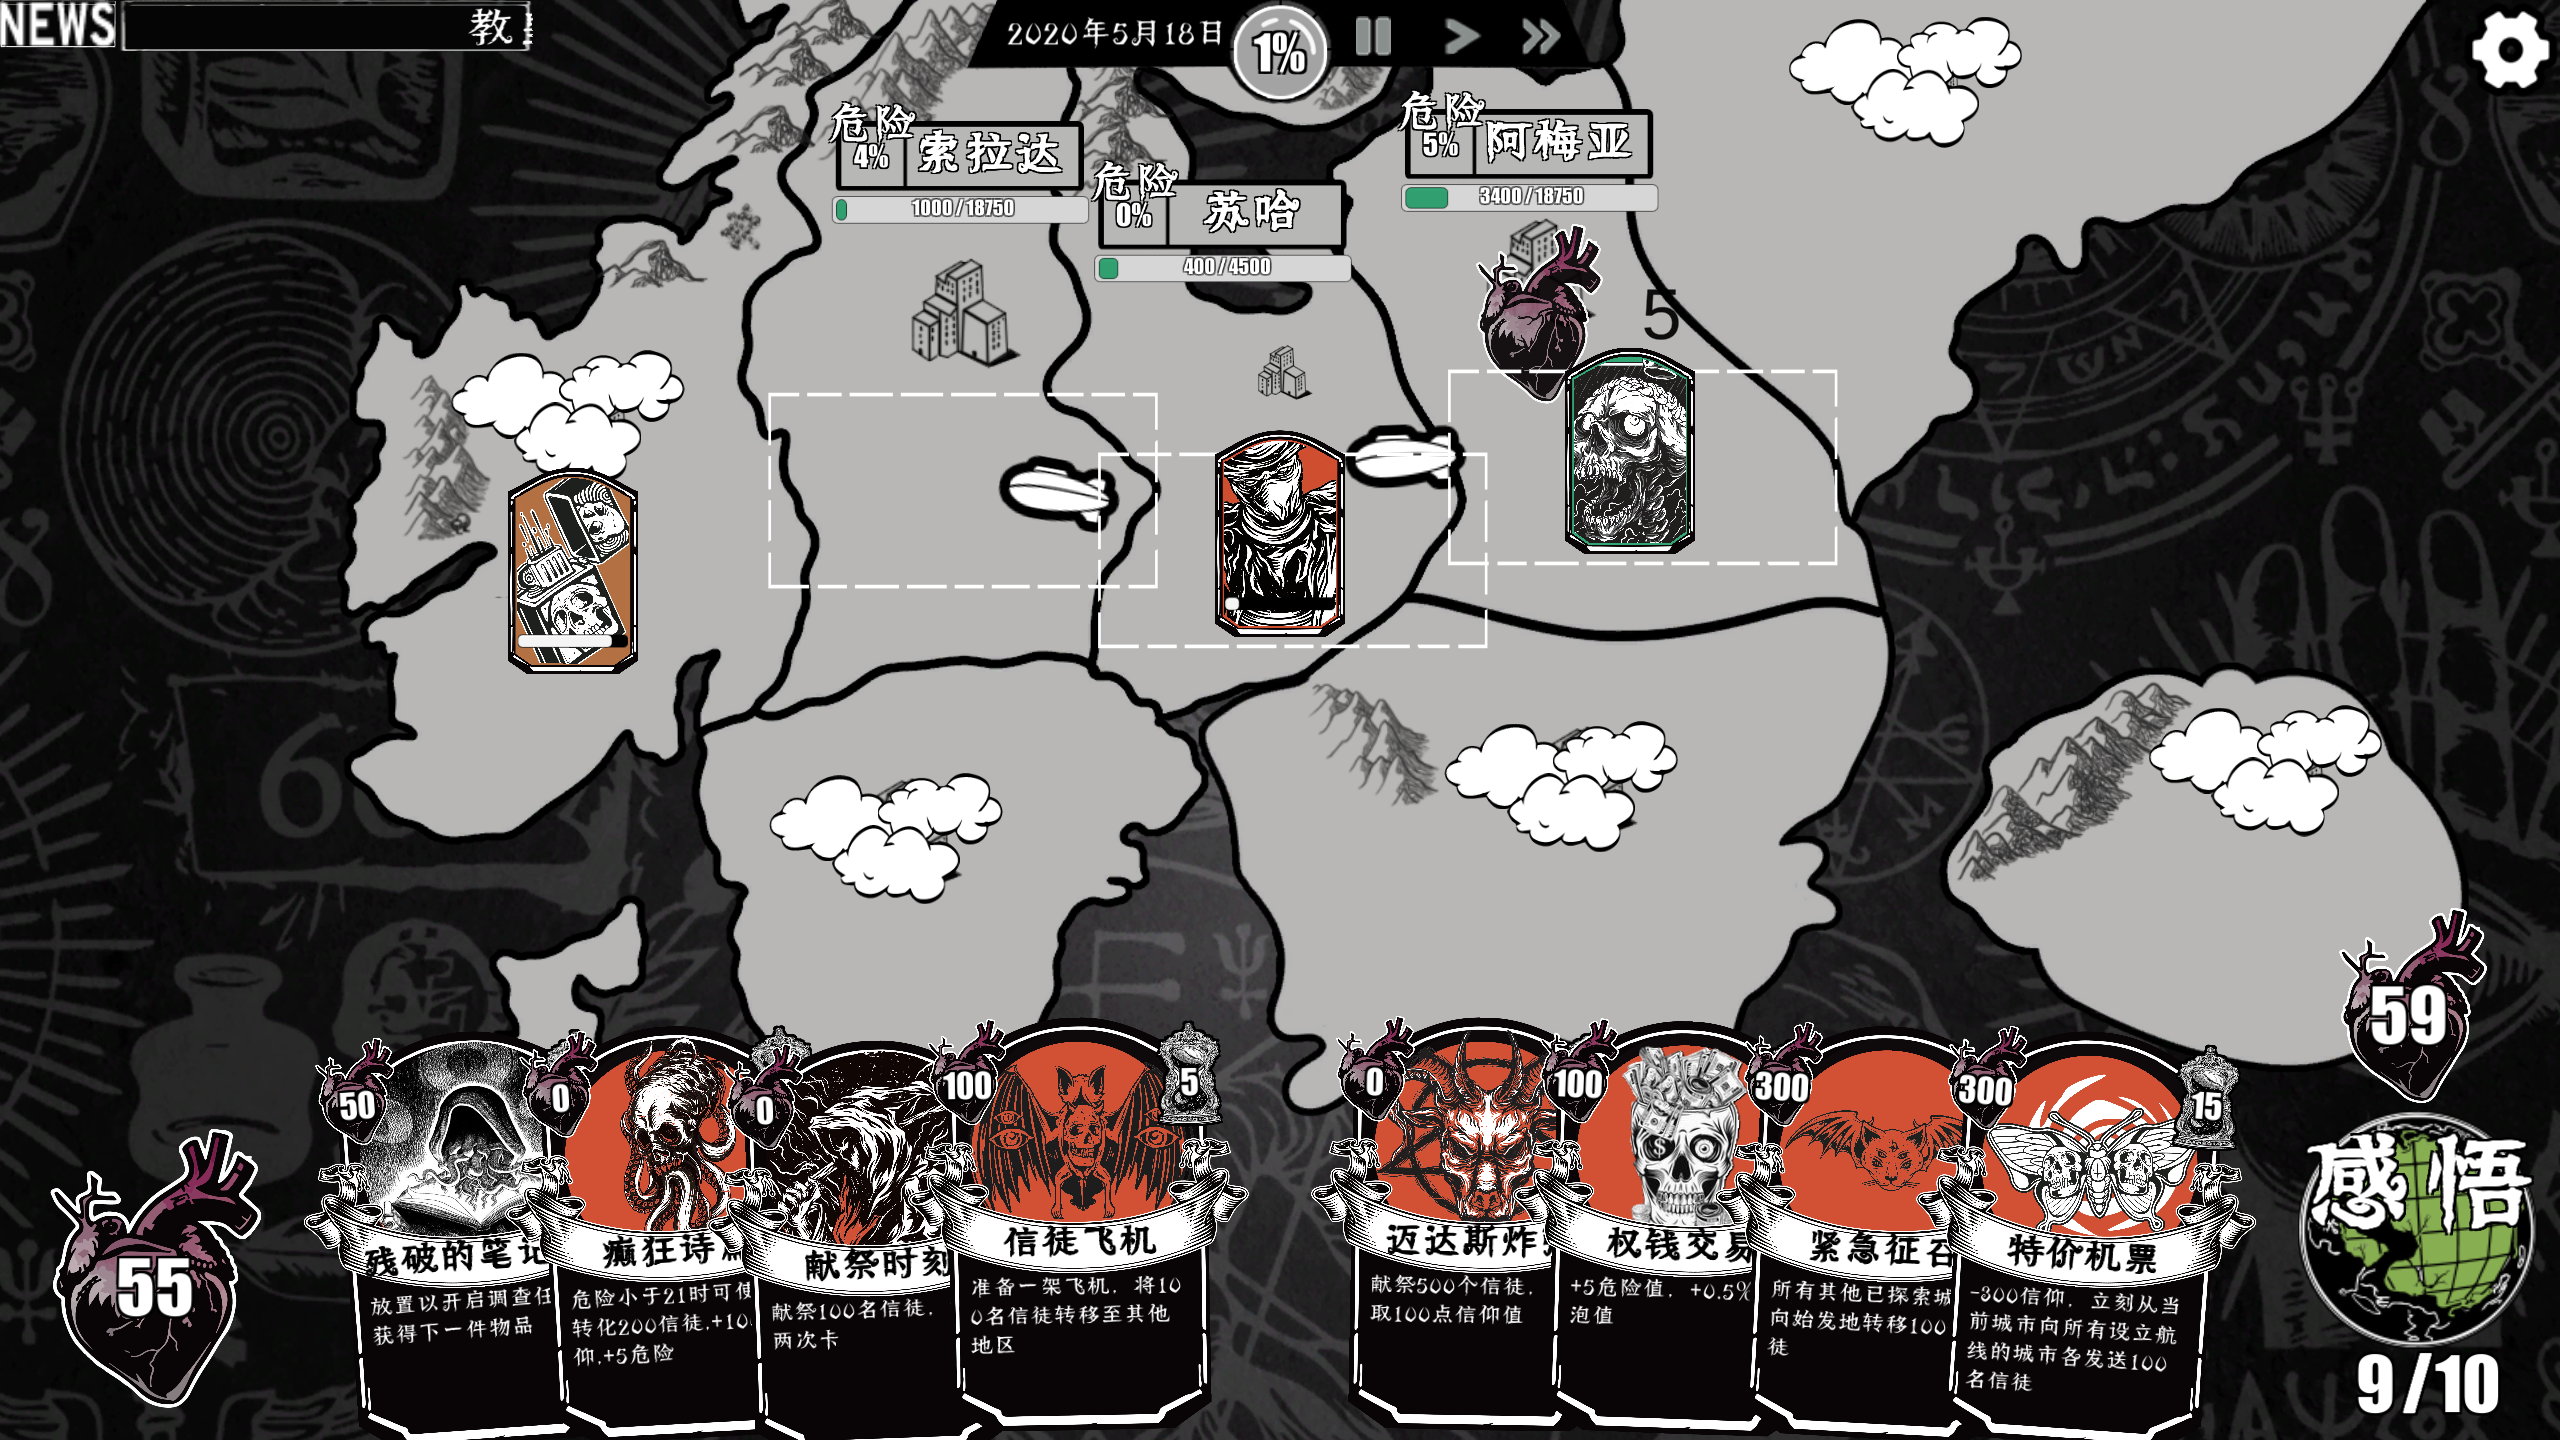 NEWS 教
2020年5月18日
1%
危险
4%
索拉达
1000/18750
危险
0%
苏哈
400/4500
危险
5%
阿梅亚
3400/18750
5
55
50
残破的笔记
放置以开启调查任
获得下一件物品
0
癫狂诗
危险小于21时可使
转化200信徒,+10
仰,+5危险
0
献祭时刻
献祭100名信徒,
两次卡
100
5
信徒飞机
准备一架飞机, 将10
0名信徒转移至其他
地区
0
迈达斯炸
献祭500个信徒,
取100点信仰值
100
权钱交易
+5危险值, +0.5%
泡值
300
紧急征召
所有其他已探索城
向始发地转移100
徒
300
15
特价机票
-300信仰, 立刻从当
前城市向所有设立航
线的城市各发送100
名信徒
59
感悟
9/10